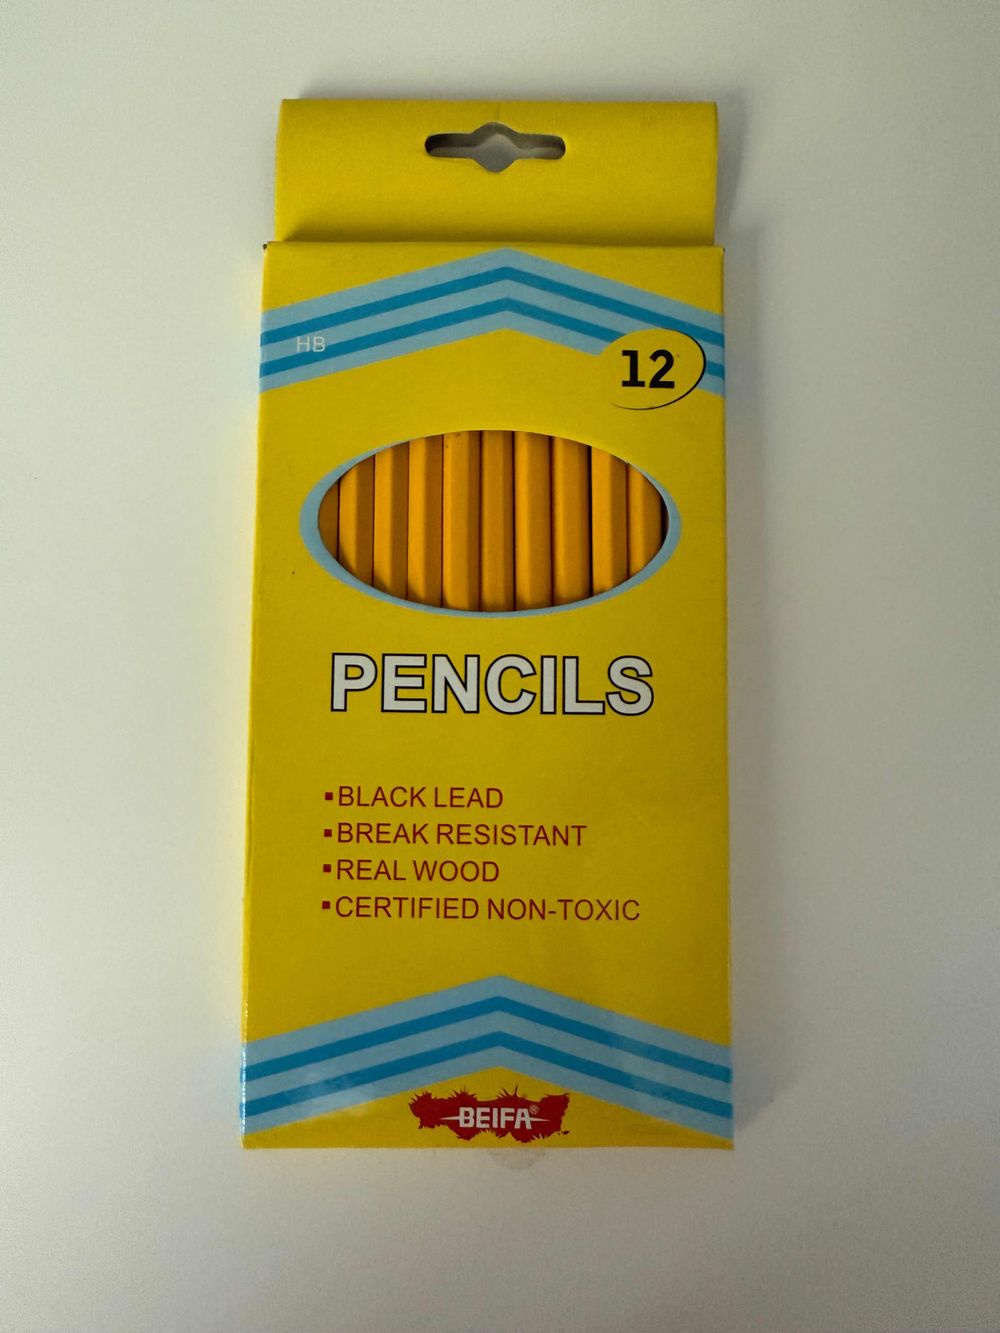 HB
12
PENCILS
▪BLACK LEAD
▪BREAK RESISTANT
▪REAL WOOD
▪CERTIFIED NON-TOXIC
BEIFA®